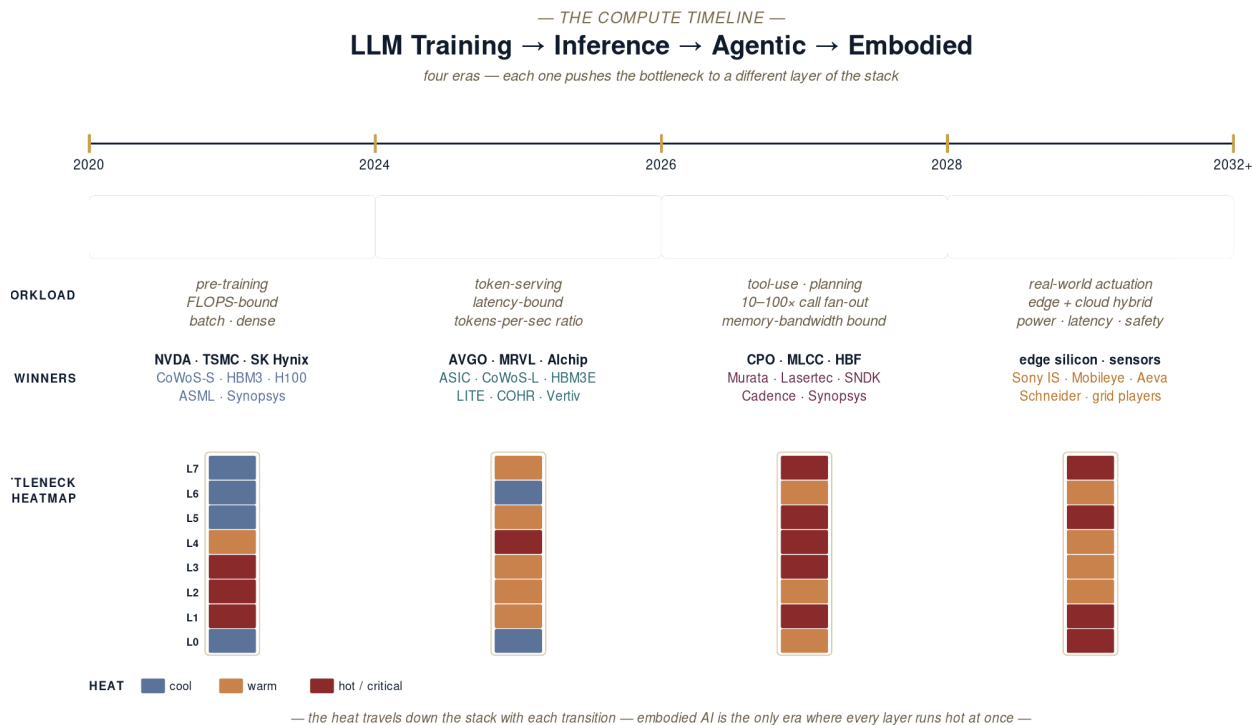 — THE COMPUTE TIMELINE —
LLM Training → Inference → Agentic → Embodied
four eras — each one pushes the bottleneck to a different layer of the stack
2020 2024 2026 2028 2032+
ORKLOAD
pre-training
FLOPS-bound
batch · dense
token-serving
latency-bound
tokens-per-sec ratio
tool-use · planning
10–100× call fan-out
memory-bandwidth bound
real-world actuation
edge + cloud hybrid
power · latency · safety
WINNERS
NVDA · TSMC · SK Hynix
CoWoS-S · HBM3 · H100
ASML · Synopsys
AVGO · MRVL · Alchip
ASIC · CoWoS-L · HBM3E
LITE · COHR · Vertiv
CPO · MLCC · HBF
Murata · Lasertec · SNDK
Cadence · Synopsys
edge silicon · sensors
Sony IS · Mobileye · Aeva
Schneider · grid players
TLENECK
HEATMAP
L7
L6
L5
L4
L3
L2
L1
L0
HEAT cool warm hot / critical
— the heat travels down the stack with each transition — embodied AI is the only era where every layer runs hot at once —